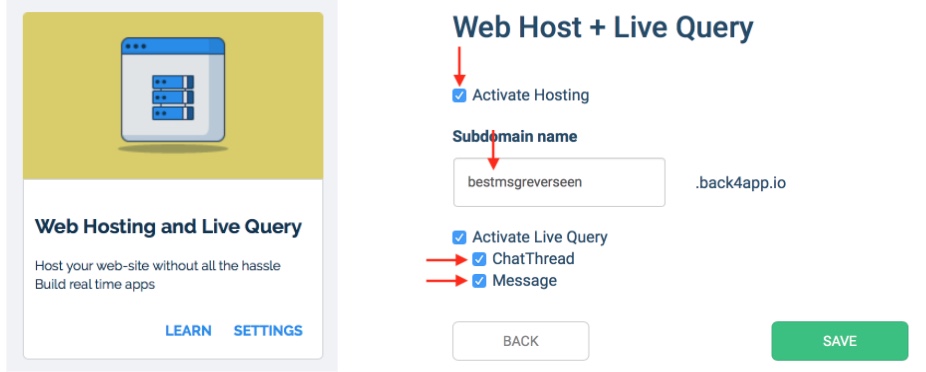 Web Hosting and Live Query
Host your web-site without all the hassle
Build real time apps
LEARN SETTINGS
Web Host + Live Query
Activate Hosting
Subdomain name
bestmsgreverseen .back4app.io
Activate Live Query
ChatThread
Message
BACK SAVE